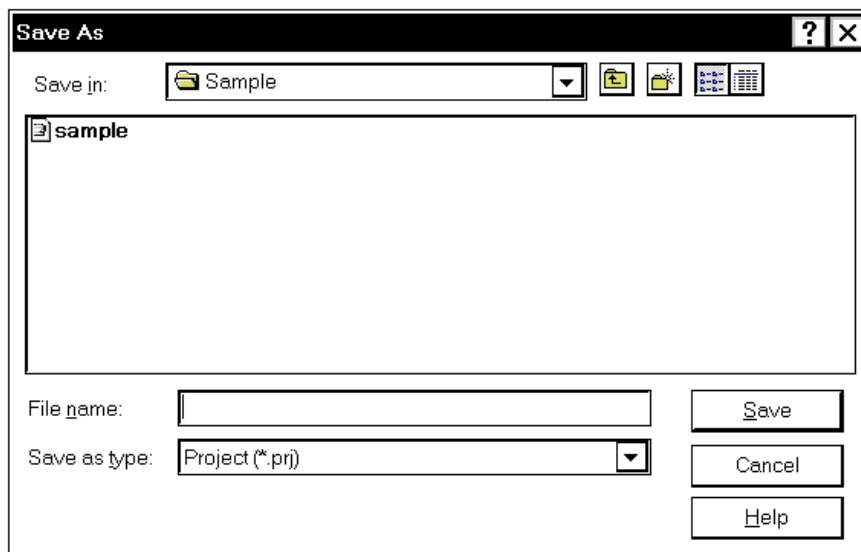 Save As
Save in: Sample
sample
File name: Save
Save as type: Project (*.prj) Cancel
Help